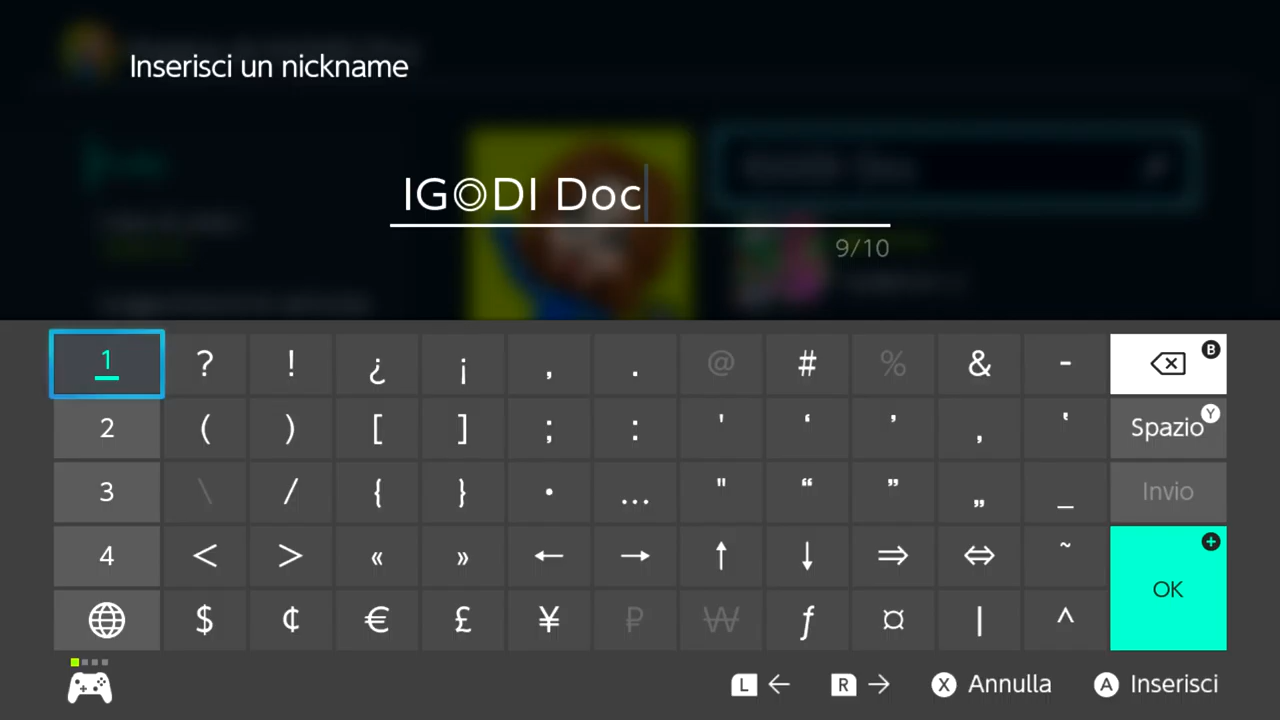 Inserisci un nickname
IG◎DI Doc
9/10
1 ? ! ¿ ¡ , . @ # % & - B
2 ( ) [ ] ; : ' ‘ ’ ‚ ‛ Spazio Y
3 \ / { } • … " “ ” „ _ Invio
4 < > « » ← → ↑ ↓ ⇒ ⇔ ~ +
$ ¢ € £ ¥ ₽ ₩ ƒ ¤ | ^ OK
L ← R → X Annulla A Inserisci